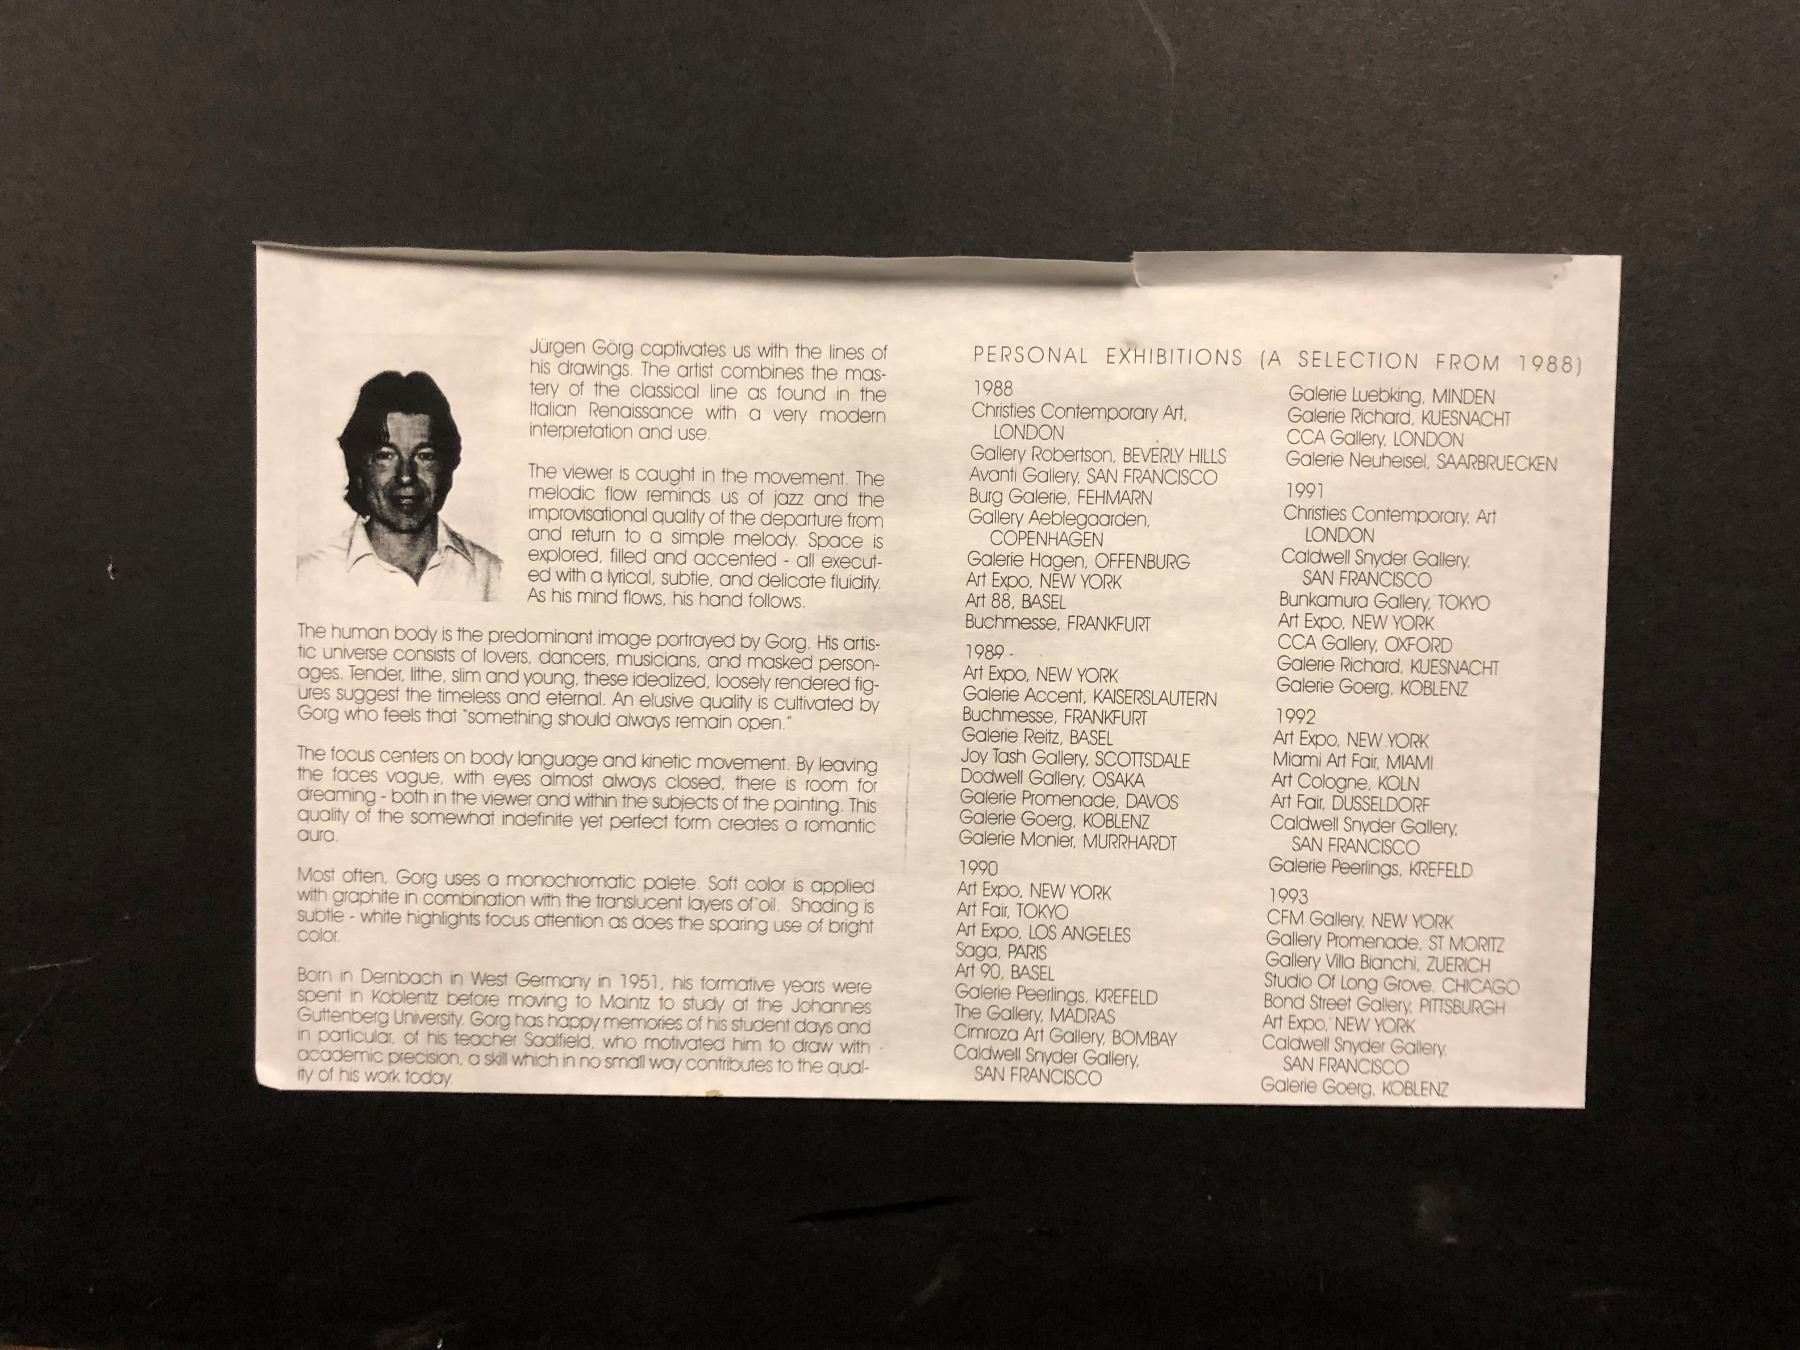 Jürgen Görg captivates us with the lines of
his drawings. The artist combines the mas-
tery of the classical line as found in the
Italian Renaissance with a very modern
interpretation and use.
The viewer is caught in the movement. The
melodic flow reminds us of jazz and the
improvisational quality of the departure from
and return to a simple melody. Space is
explored, filled and accented - all execut-
ed with a lyrical, subtle, and delicate fluidity.
As his mind flows, his hand follows.
The human body is the predominant image portrayed by Gorg. His artis-
tic universe consists of lovers, dancers, musicians, and masked person-
ages. Tender, lithe, slim and young, these idealized, loosely rendered fig-
ures suggest the timeless and eternal. An elusive quality is cultivated by
Gorg who feels that "something should always remain open."
The focus centers on body language and kinetic movement. By leaving
the faces vague, with eyes almost always closed, there is room for
dreaming - both in the viewer and within the subjects of the painting. This
quality of the somewhat indefinite yet perfect form creates a romantic
aura.
Most often, Gorg uses a monochromatic palete. Soft color is applied
with graphite in combination with the translucent layers of oil. Shading is
subtle - white highlights focus attention as does the sparing use of bright
color.
Born in Dernbach in West Germany in 1951, his formative years were
spent in Koblentz before moving to Maintz to study at the Johannes
Guttenberg University. Gorg has happy memories of his student days and
in particular, of his teacher Saalfield, who motivated him to draw with
academic precision, a skill which in no small way contributes to the qual-
ity of his work today.
PERSONAL EXHIBITIONS (A SELECTION FROM 1988)
1988
Christies Contemporary Art,
LONDON
Gallery Robertson, BEVERLY HILLS
Avanti Gallery, SAN FRANCISCO
Burg Galerie, FEHMARN
Gallery Aeblegaarden,
COPENHAGEN
Galerie Hagen, OFFENBURG
Art Expo, NEW YORK
Art 88, BASEL
Buchmesse, FRANKFURT
1989
Art Expo, NEW YORK
Galerie Accent, KAISERSLAUTERN
Buchmesse, FRANKFURT
Galerie Reitz, BASEL
Joy Tash Gallery, SCOTTSDALE
Dodwell Gallery, OSAKA
Galerie Promenade, DAVOS
Galerie Goerg, KOBLENZ
Galerie Monier, MURRHARDT
1990
Art Expo, NEW YORK
Art Fair, TOKYO
Art Expo, LOS ANGELES
Saga, PARIS
Art 90, BASEL
Galerie Peerlings, KREFELD
The Gallery, MADRAS
Cimroza Art Gallery, BOMBAY
Caldwell Snyder Gallery,
SAN FRANCISCO
Galerie Luebking, MINDEN
Galerie Richard, KUESNACHT
CCA Gallery, LONDON
Galerie Neuheisel, SAARBRUECKEN
1991
Christies Contemporary, Art
LONDON
Caldwell Snyder Gallery,
SAN FRANCISCO
Bunkamura Gallery, TOKYO
Art Expo, NEW YORK
CCA Gallery, OXFORD
Galerie Richard, KUESNACHT
Galerie Goerg, KOBLENZ
1992
Art Expo, NEW YORK
Miami Art Fair, MIAMI
Art Cologne, KOLN
Art Fair, DUSSELDORF
Caldwell Snyder Gallery,
SAN FRANCISCO
Galerie Peerlings, KREFELD
1993
CFM Gallery, NEW YORK
Gallery Promenade, ST MORITZ
Gallery Villa Bianchi, ZUERICH
Studio Of Long Grove, CHICAGO
Bond Street Gallery, PITTSBURGH
Art Expo, NEW YORK
Caldwell Snyder Gallery,
SAN FRANCISCO
Galerie Goerg, KOBLENZ